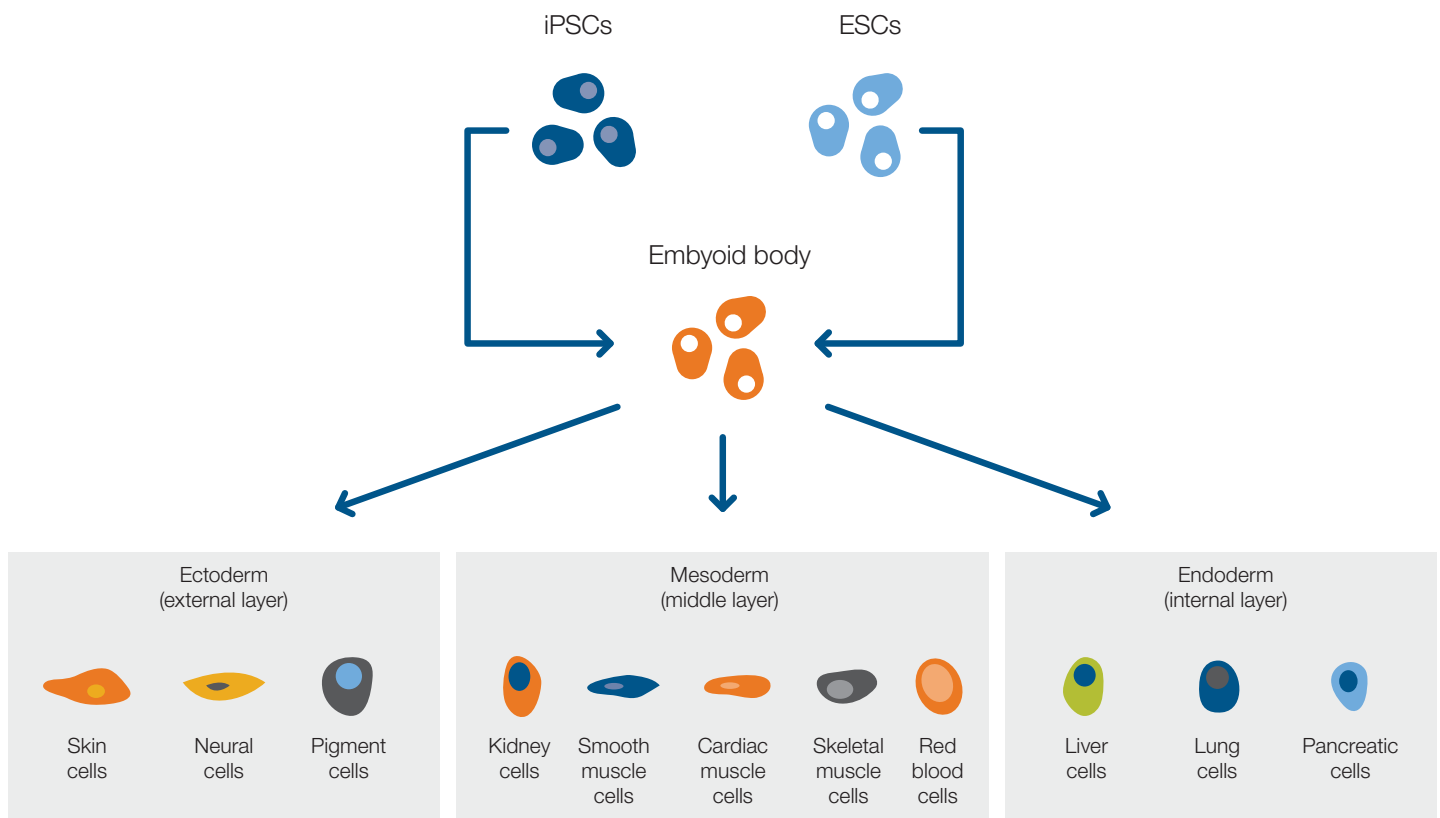 iPSCs
ESCs
Embyoid body
Ectoderm
(external layer)
Skin
cells
Neural
cells
Pigment
cells
Mesoderm
(middle layer)
Kidney
cells
Smooth
muscle
cells
Cardiac
muscle
cells
Skeletal
muscle
cells
Red
blood
cells
Endoderm
(internal layer)
Liver
cells
Lung
cells
Pancreatic
cells